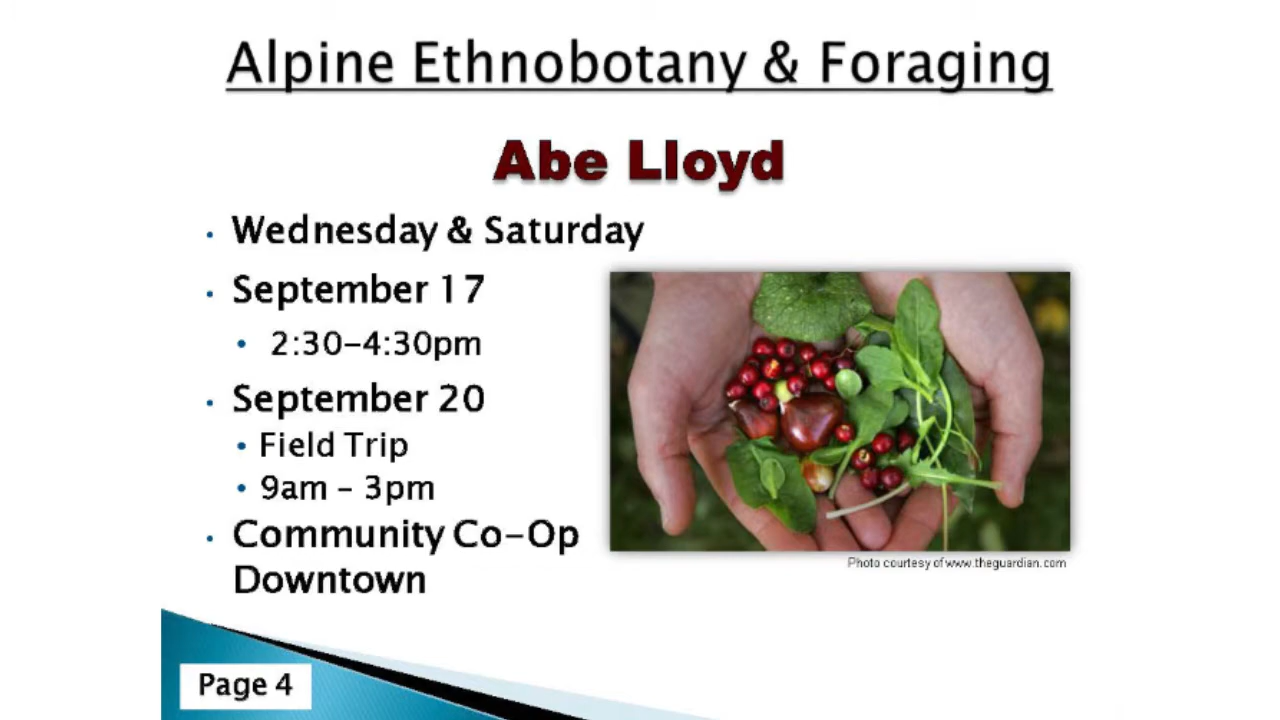 Alpine Ethnobotany & Foraging
Abe Lloyd
• Wednesday & Saturday
• September 17
• 2:30-4:30pm
• September 20
• Field Trip
• 9am – 3pm
• Community Co-Op
Downtown
Photo courtesy of www.theguardian.com
Page 4